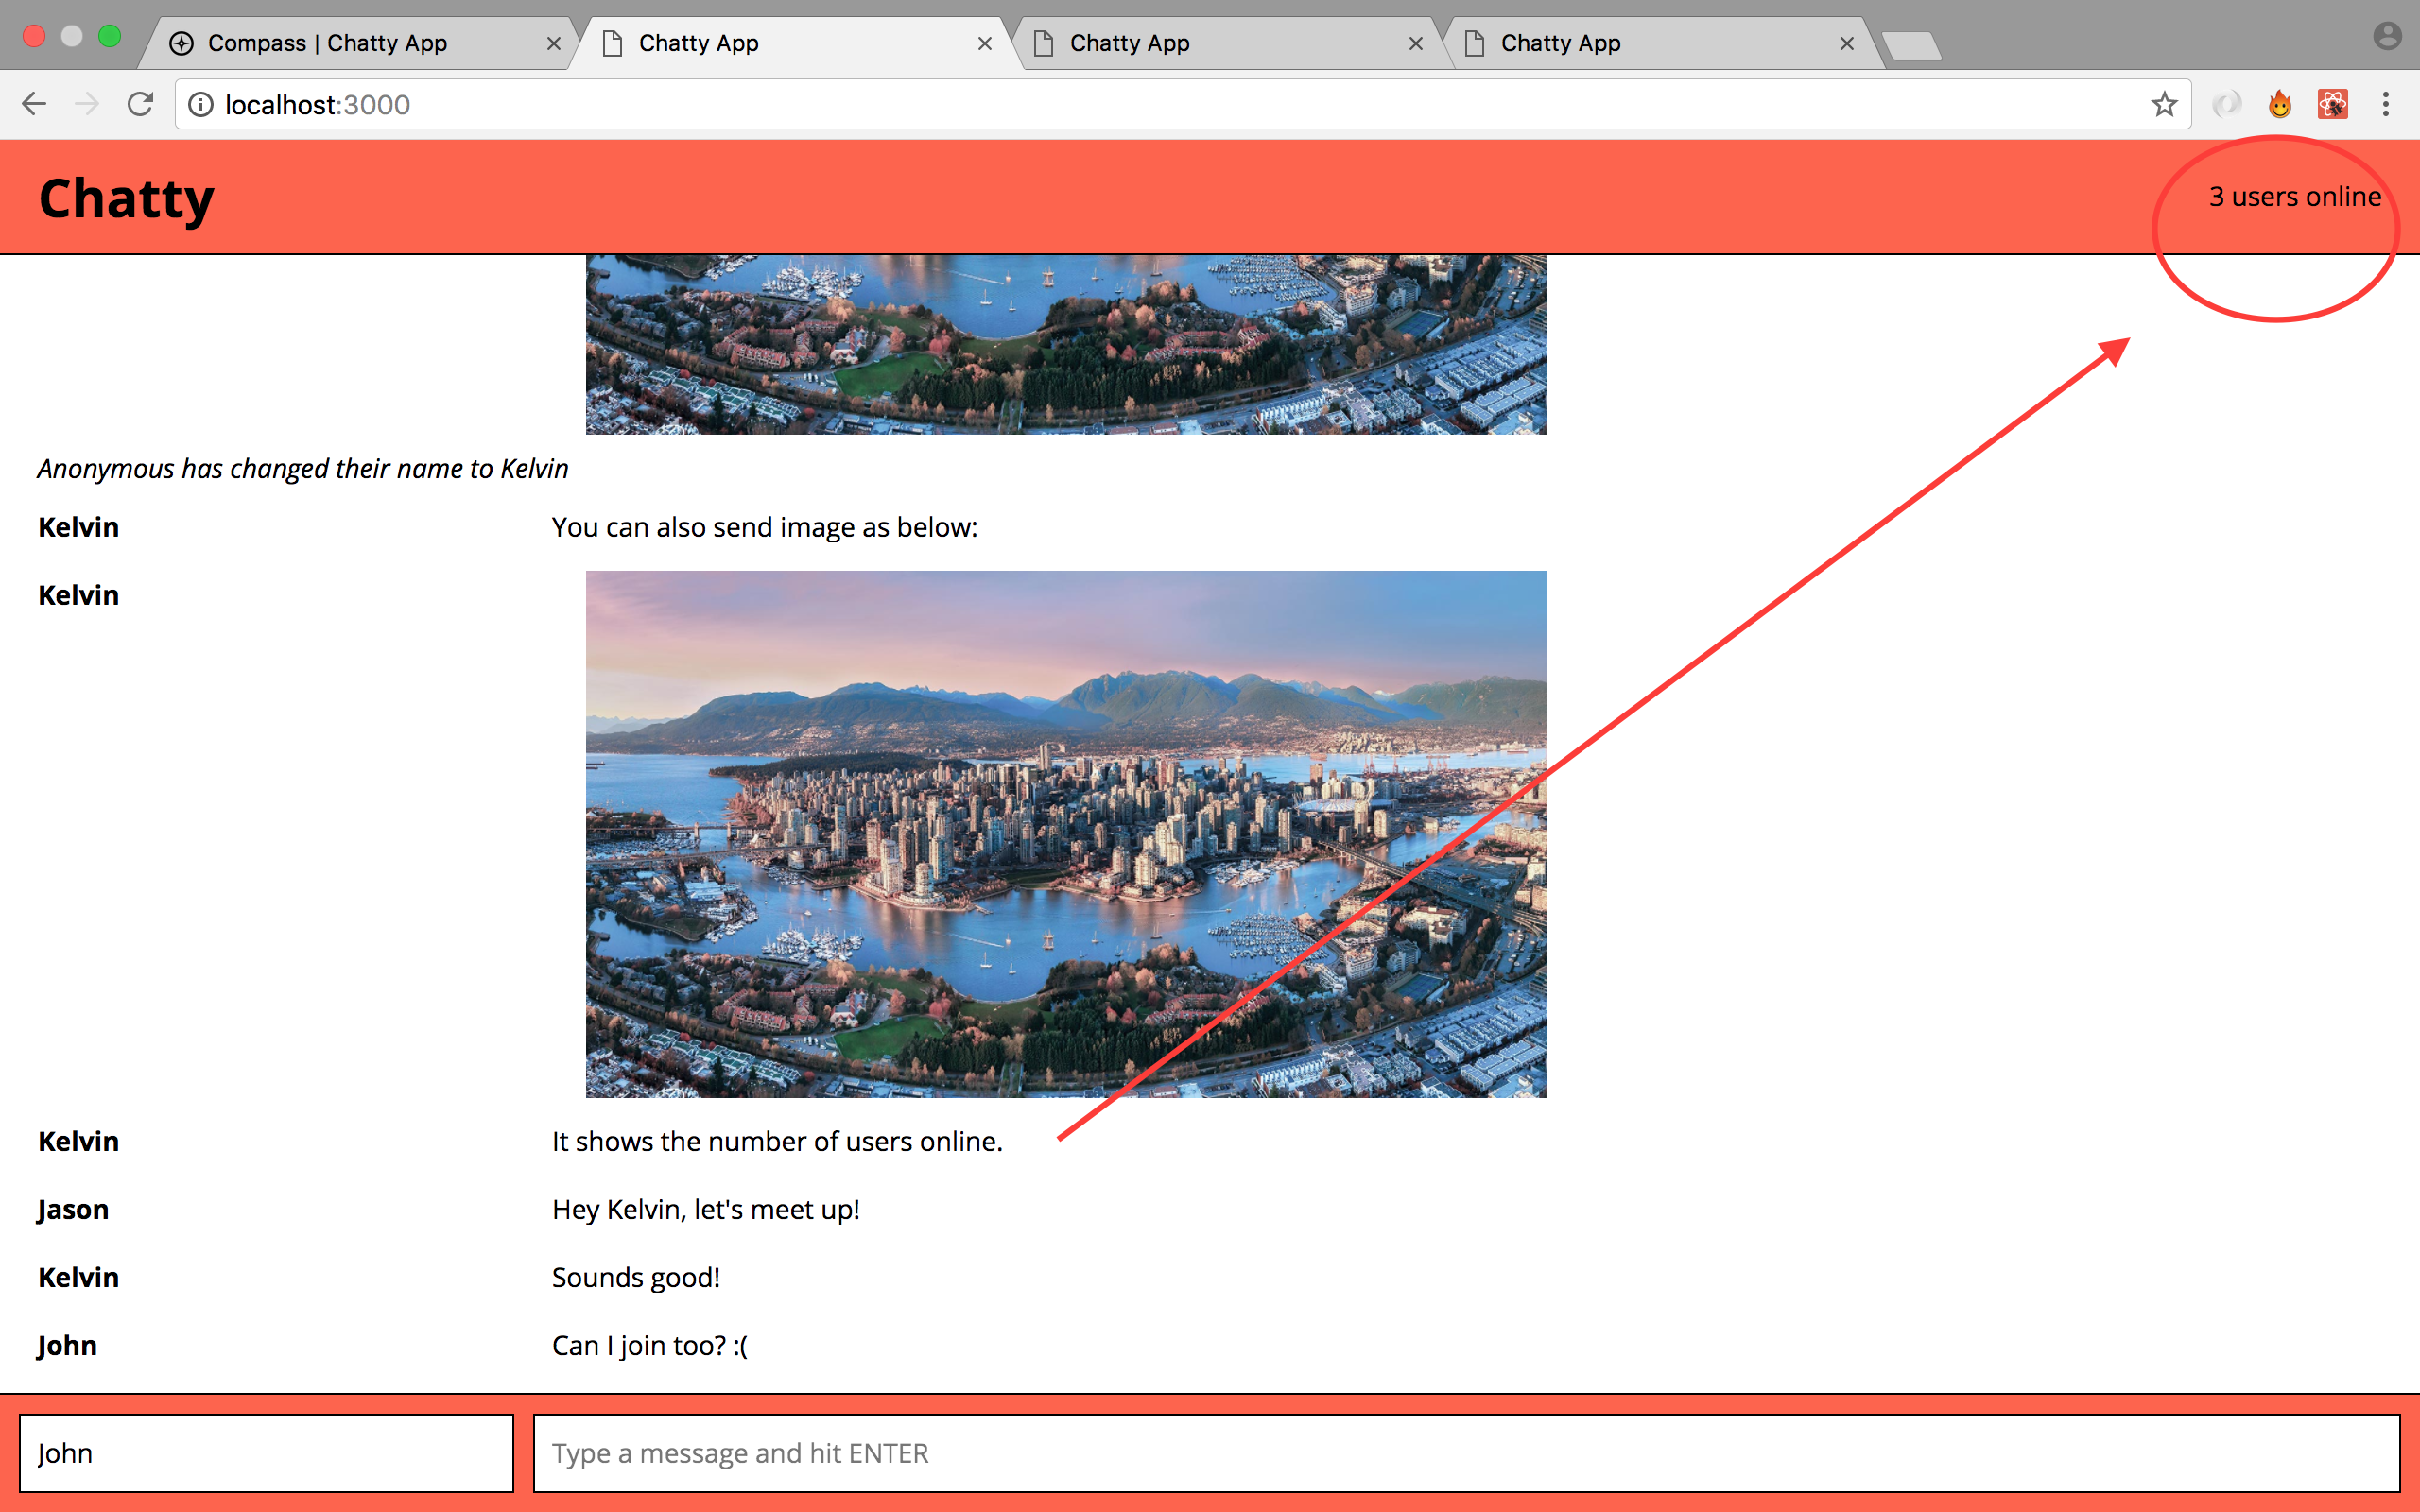 Compass | Chatty App
Chatty App
Chatty App
Chatty App
localhost:3000
Chatty
3 users online
Anonymous has changed their name to Kelvin
Kelvin You can also send image as below:
Kelvin
Kelvin It shows the number of users online.
Jason Hey Kelvin, let's meet up!
Kelvin Sounds good!
John Can I join too? :(
John Type a message and hit ENTER